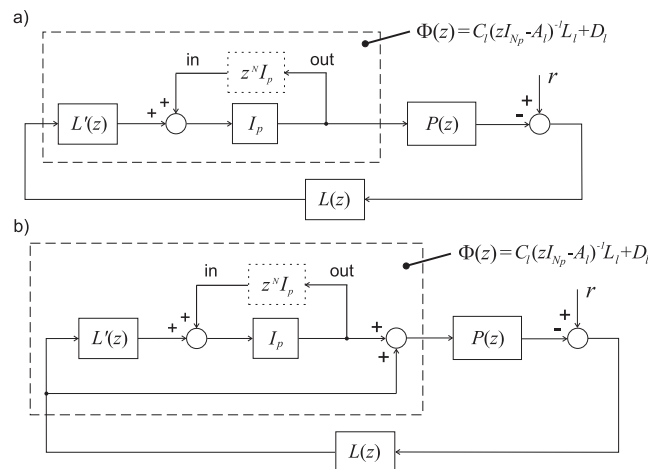 a)
Φ(z)=C_l(zI_{Np}-A_l)^{-1}L_l+D_l
in
out
z^N I_p
r
+
+
+
-
L'(z)
I_p
P(z)
L(z)
b)
Φ(z)=C_l(zI_{Np}-A_l)^{-1}L_l+D_l
in
out
z^N I_p
r
+
+
+
+
+
-
L'(z)
I_p
P(z)
L(z)